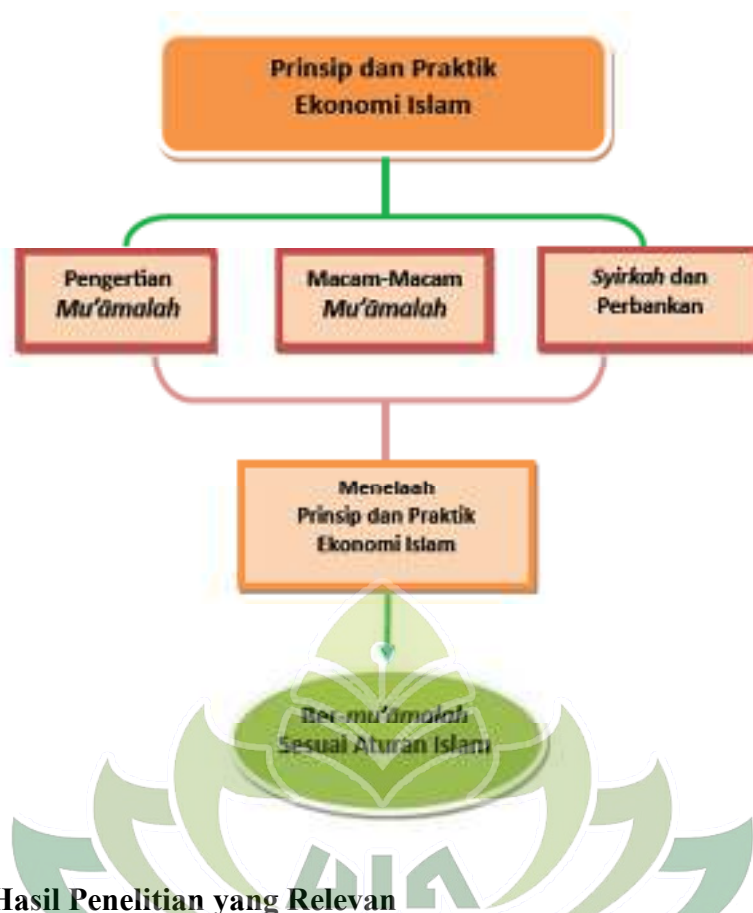 Prinsip dan Praktik
Ekonomi Islam
Pengertian
Mu'āmalah
Macam-Macam
Mu'āmalah
Syirkah dan
Perbankan
Menelaah
Prinsip dan Praktik
Ekonomi Islam
Ber-mu'āmalah
Sesuai Aturan Islam
Hasil Penelitian yang Relevan